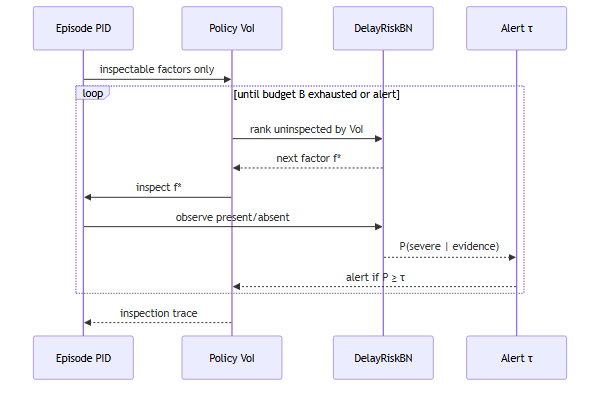 Episode PID
Policy VoI
DelayRiskBN
Alert τ
inspectable factors only
loop
[until budget B exhausted or alert]
rank uninspected by VoI
next factor f*
inspect f*
observe present/absent
P(severe | evidence)
alert if P ≥ τ
inspection trace
Episode PID
Policy VoI
DelayRiskBN
Alert τ